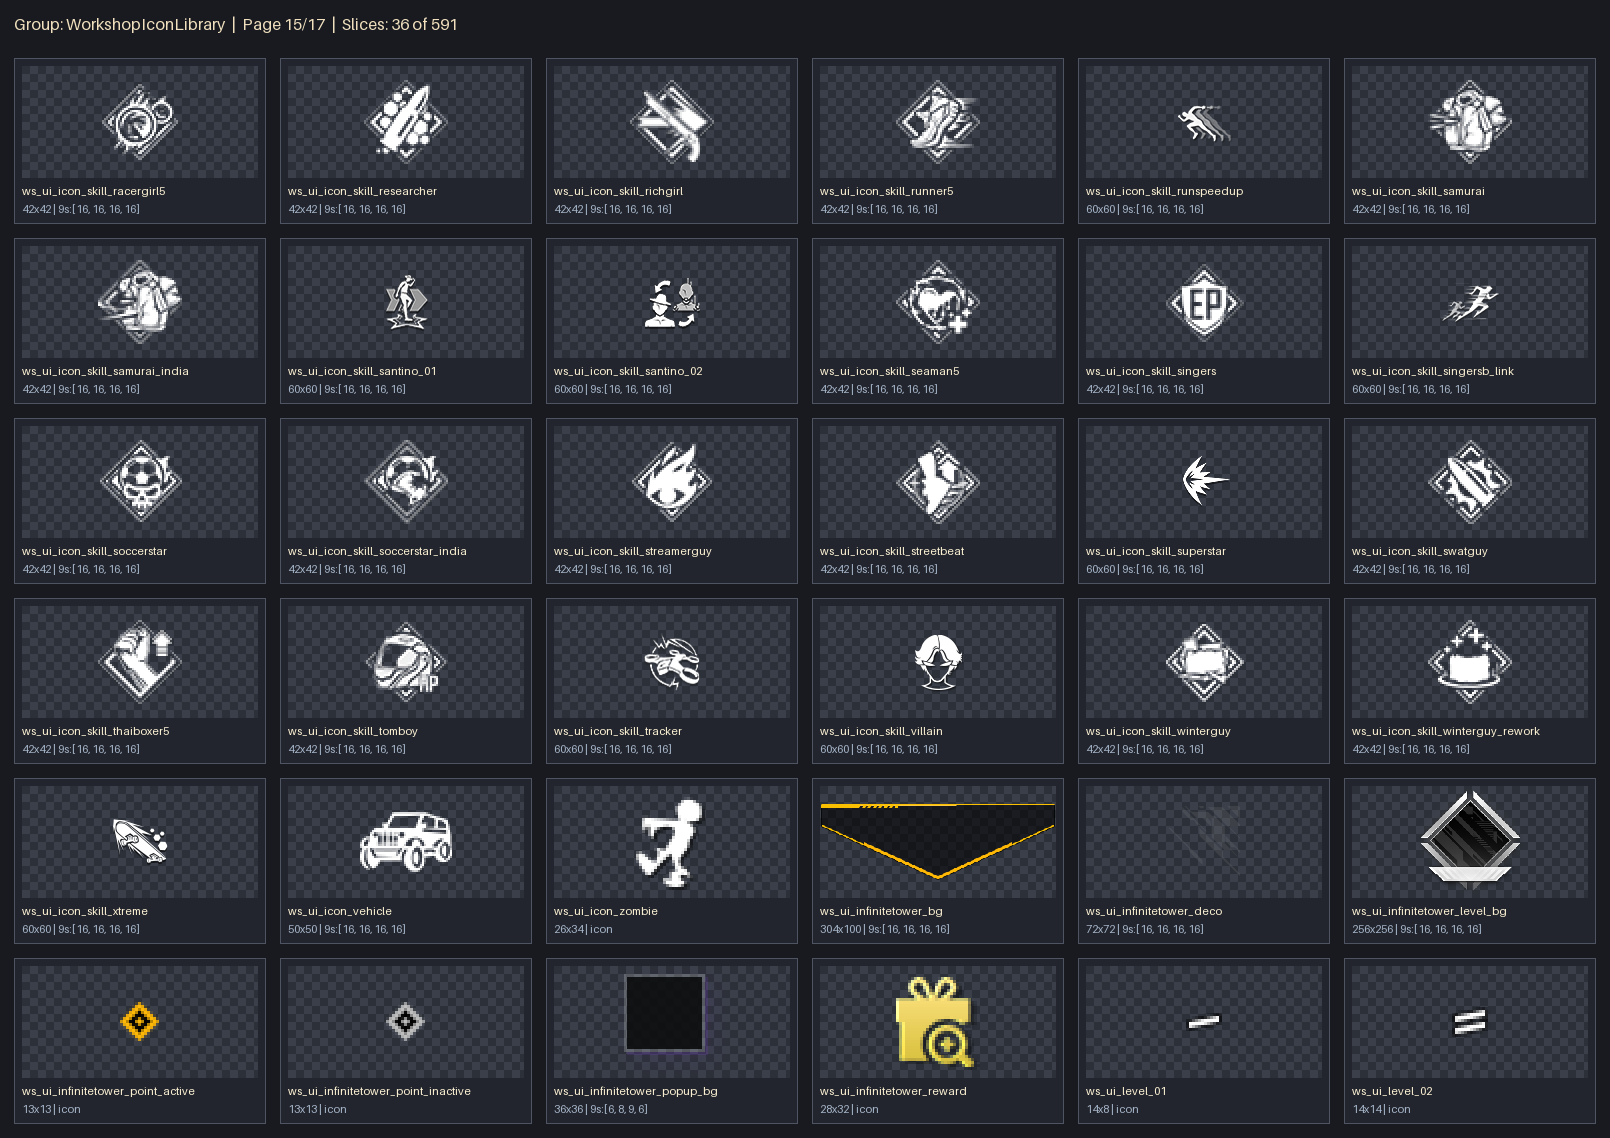 Group: WorkshopIconLibrary | Page 15/17 | Slices: 36 of 591
ws_ui_icon_skill_racergirl5
42x42 | 9s:[16, 16, 16, 16]
ws_ui_icon_skill_researcher
42x42 | 9s:[16, 16, 16, 16]
ws_ui_icon_skill_richgirl
42x42 | 9s:[16, 16, 16, 16]
ws_ui_icon_skill_runner5
42x42 | 9s:[16, 16, 16, 16]
ws_ui_icon_skill_runspeedup
60x60 | 9s:[16, 16, 16, 16]
ws_ui_icon_skill_samurai
42x42 | 9s:[16, 16, 16, 16]
ws_ui_icon_skill_samurai_india
42x42 | 9s:[16, 16, 16, 16]
ws_ui_icon_skill_santino_01
60x60 | 9s:[16, 16, 16, 16]
ws_ui_icon_skill_santino_02
60x60 | 9s:[16, 16, 16, 16]
ws_ui_icon_skill_seaman5
42x42 | 9s:[16, 16, 16, 16]
EP
ws_ui_icon_skill_singers
42x42 | 9s:[16, 16, 16, 16]
ws_ui_icon_skill_singersb_link
60x60 | 9s:[16, 16, 16, 16]
ws_ui_icon_skill_soccerstar
42x42 | 9s:[16, 16, 16, 16]
ws_ui_icon_skill_soccerstar_india
42x42 | 9s:[16, 16, 16, 16]
ws_ui_icon_skill_streamerguy
42x42 | 9s:[16, 16, 16, 16]
ws_ui_icon_skill_streetbeat
42x42 | 9s:[16, 16, 16, 16]
ws_ui_icon_skill_superstar
60x60 | 9s:[16, 16, 16, 16]
ws_ui_icon_skill_swatguy
42x42 | 9s:[16, 16, 16, 16]
ws_ui_icon_skill_thaiboxer5
42x42 | 9s:[16, 16, 16, 16]
HP
ws_ui_icon_skill_tomboy
42x42 | 9s:[16, 16, 16, 16]
ws_ui_icon_skill_tracker
60x60 | 9s:[16, 16, 16, 16]
ws_ui_icon_skill_villain
60x60 | 9s:[16, 16, 16, 16]
ws_ui_icon_skill_winterguy
42x42 | 9s:[16, 16, 16, 16]
ws_ui_icon_skill_winterguy_rework
42x42 | 9s:[16, 16, 16, 16]
ws_ui_icon_skill_xtreme
60x60 | 9s:[16, 16, 16, 16]
ws_ui_icon_vehicle
50x50 | 9s:[16, 16, 16, 16]
ws_ui_icon_zombie
26x34 | icon
ws_ui_infinitetower_bg
304x100 | 9s:[16, 16, 16, 16]
ws_ui_infinitetower_deco
72x72 | 9s:[16, 16, 16, 16]
ws_ui_infinitetower_level_bg
256x256 | 9s:[16, 16, 16, 16]
ws_ui_infinitetower_point_active
13x13 | icon
ws_ui_infinitetower_point_inactive
13x13 | icon
ws_ui_infinitetower_popup_bg
36x36 | 9s:[6, 8, 9, 6]
ws_ui_infinitetower_reward
28x32 | icon
ws_ui_level_01
14x8 | icon
ws_ui_level_02
14x14 | icon